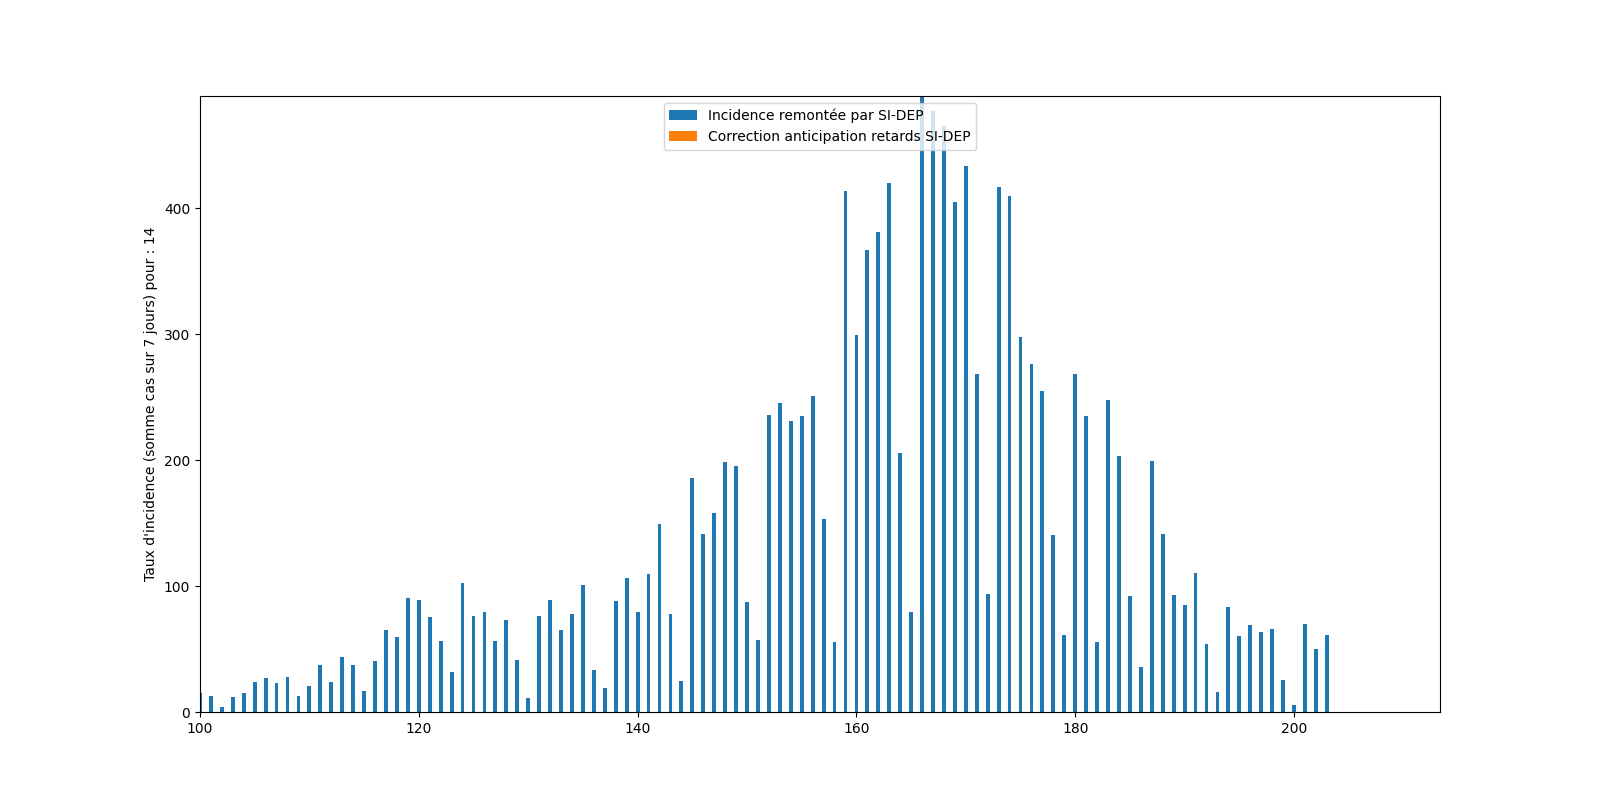 Incidence remontée par SI-DEP
Correction anticipation retards SI-DEP
Taux d'incidence (somme cas sur 7 jours) pour : 14
400
300
200
100
0
100 120 140 160 180 200